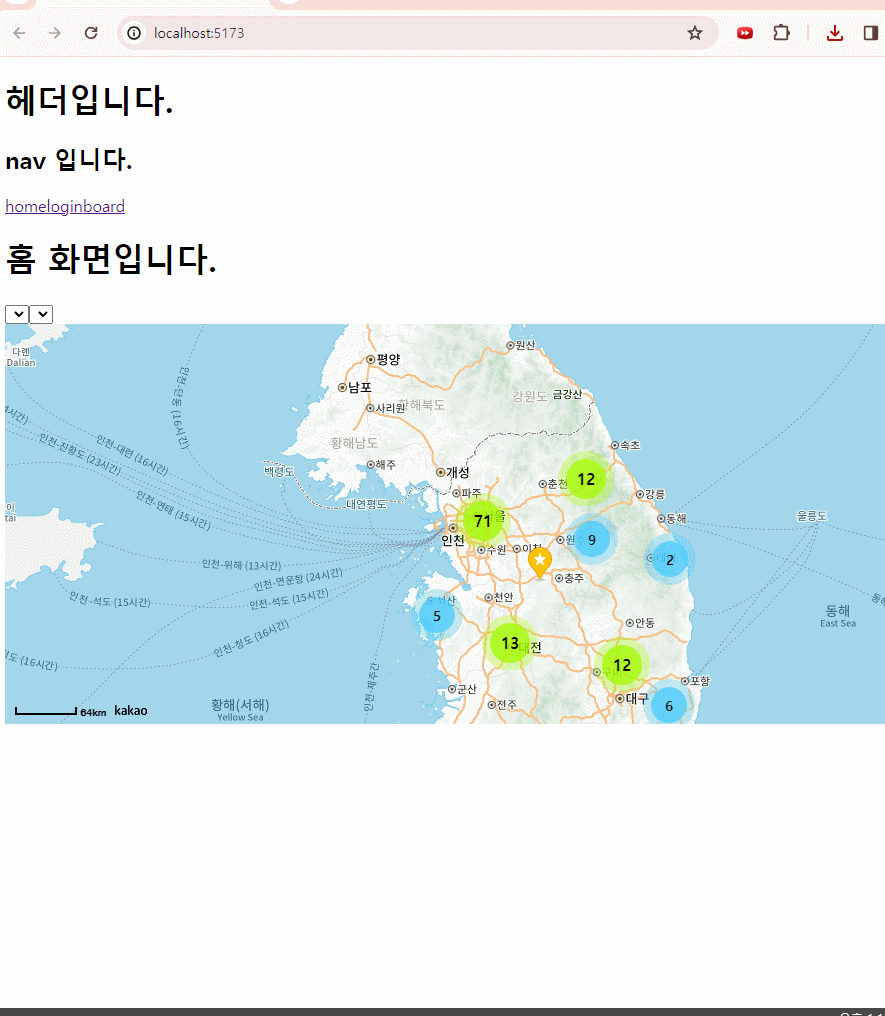 localhost:5173
헤더입니다.
nav 입니다.
homeloginboard
홈 화면입니다.
다롄
Dalian
원산
평양
남포
강원도
금강산
사리원
황해북도
인천-단둥 (16시간)
황해남도
속초
인천-대련 (16시간)
인천-진황도 (23시간)
해주
개성
백령도
12
춘천
파주
강릉
인천-연태 (15시간)
대연평도
71
동해
울릉도
인천
9
수원
이천
2
인천-위해 (13시간)
인천-연운항 (24시간)
충주
인천-석도 (15시간)
인천-석도 (15시간)
천안
5
동해
East Sea
안동
인천-청도 (16시간)
13
대전
12
인천-제주간
포항
군산
대구
황해(서해)
Yellow Sea
전주
6
64km
kakao